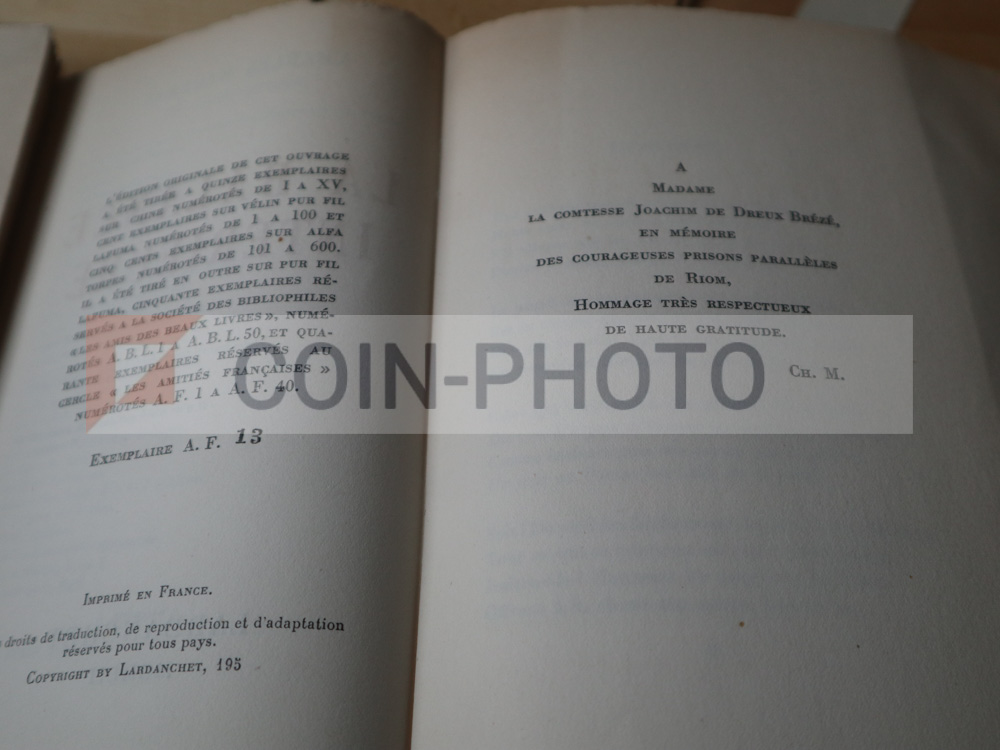 L'ÉDITION ORIGINALE DE CET OUVRAGE
A ÉTÉ TIRÉE A QUINZE EXEMPLAIRES
SUR CHINE NUMÉROTÉS DE I A XV,
CENT EXEMPLAIRES SUR VÉLIN PUR FIL
LAFUMA NUMÉROTÉS DE 1 A 100 ET
CINQ CENTS EXEMPLAIRES SUR ALFA
NUMÉROTÉS DE 101 A 600.
IL A ÉTÉ TIRÉ EN OUTRE SUR PUR FIL
LAFUMA, CINQUANTE EXEMPLAIRES RÉ-
SERVÉS A LA SOCIÉTÉ DES BIBLIOPHILES
« LES AMIS DES BEAUX LIVRES », NUMÉ-
ROTÉS A. B. L. 1 A A. B. L. 50, ET QUA-
RANTE EXEMPLAIRES RÉSERVÉS AU
CERCLE « LES AMITIÉS FRANÇAISES »
NUMÉROTÉS A. F. 1 A A. F. 40.
EXEMPLAIRE A. F. 13
IMPRIMÉ EN FRANCE.
droits de traduction, de reproduction et d'adaptation
réservés pour tous pays.
COPYRIGHT BY LARDANCHET, 195
A
MADAME
LA COMTESSE JOACHIM DE DREUX BRÉZÉ,
EN MÉMOIRE
DES COURAGEUSES PRISONS PARALLÈLES
DE RIOM,
HOMMAGE TRÈS RESPECTUEUX
DE HAUTE GRATITUDE.
CH. M.
COIN-PHOTO